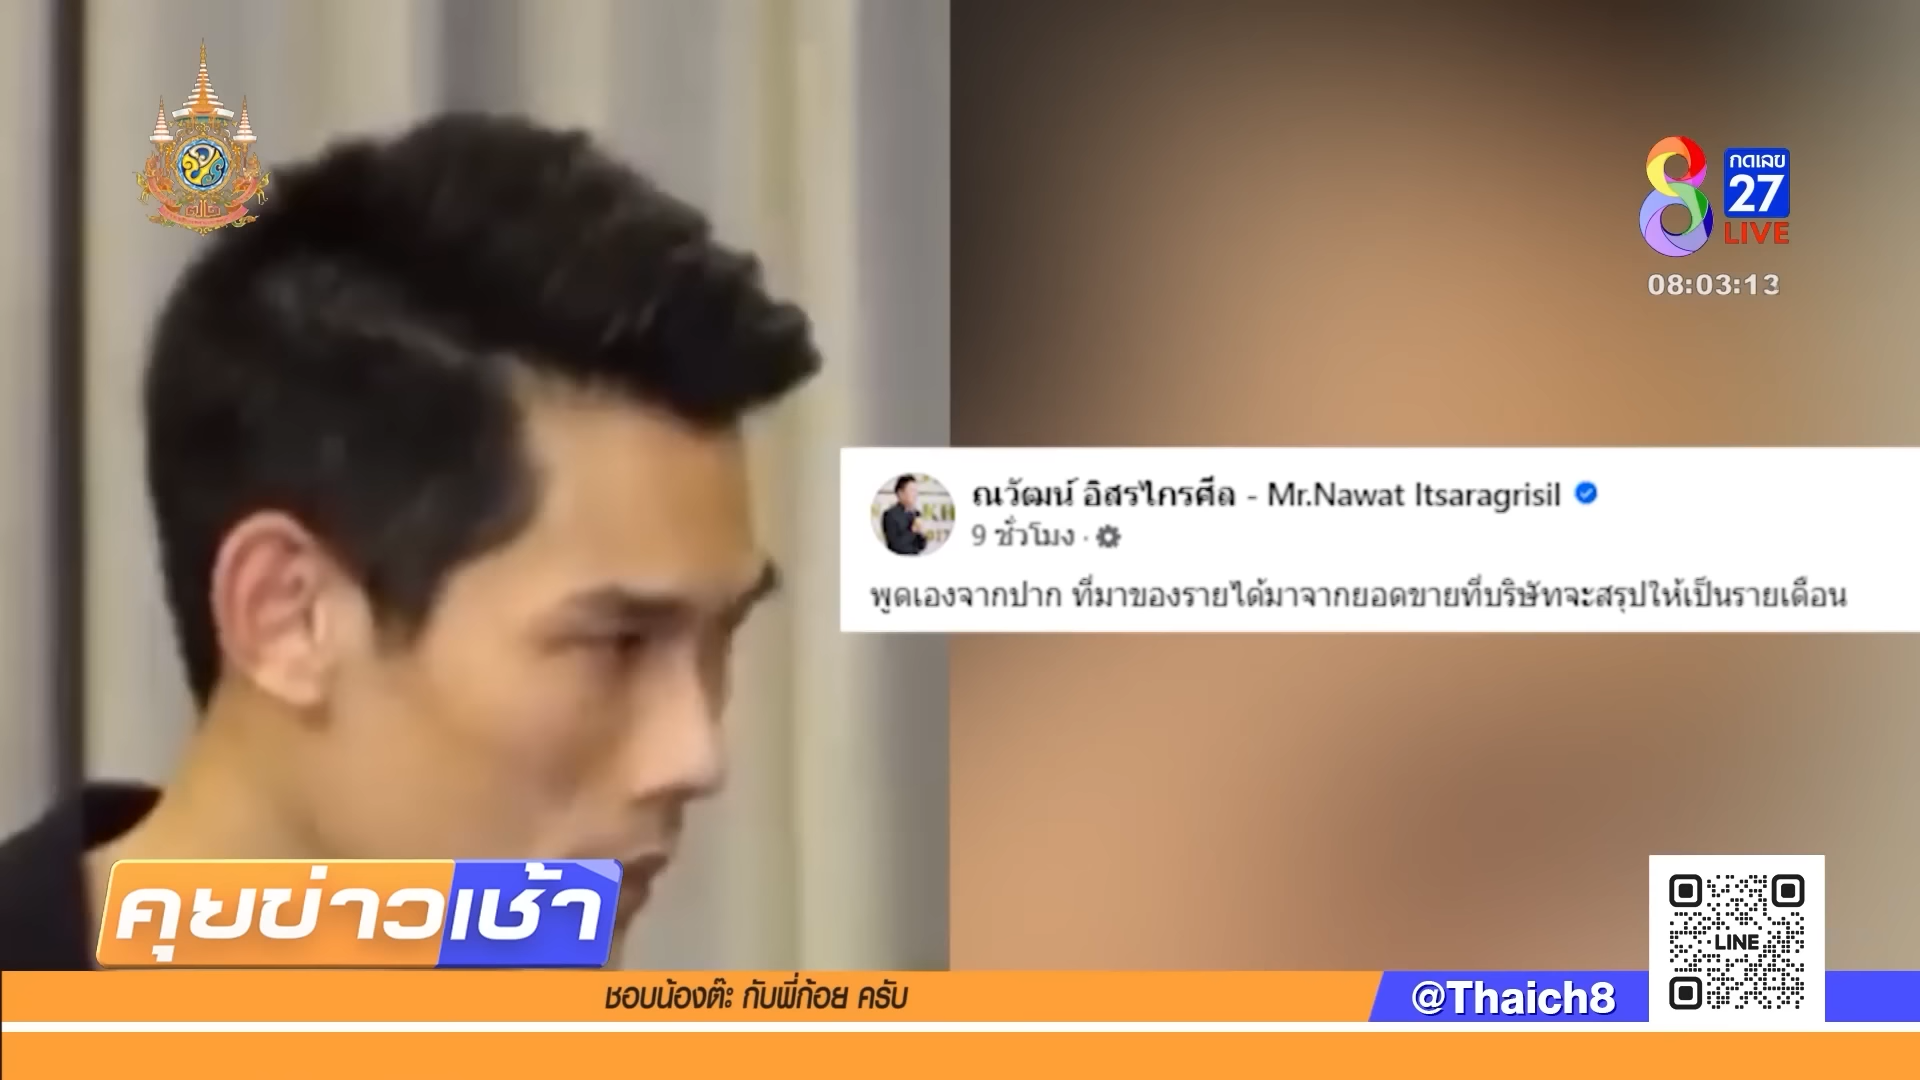 ๗๒
กดเลข
8 27
LIVE
08:03:13
ณวัฒน์ อิสรไกรศีล - Mr.Nawat Itsaragrisil
9 ชั่วโมง ·
พูดเองจากปาก ที่มาของรายได้มาจากยอดขายที่บริษัทจะสรุปให้เป็นรายเดือน
คุยข่าวเช้า
LINE
ชอบน้องต๊ะ กับพี่ก้อย ครับ
@Thaich8